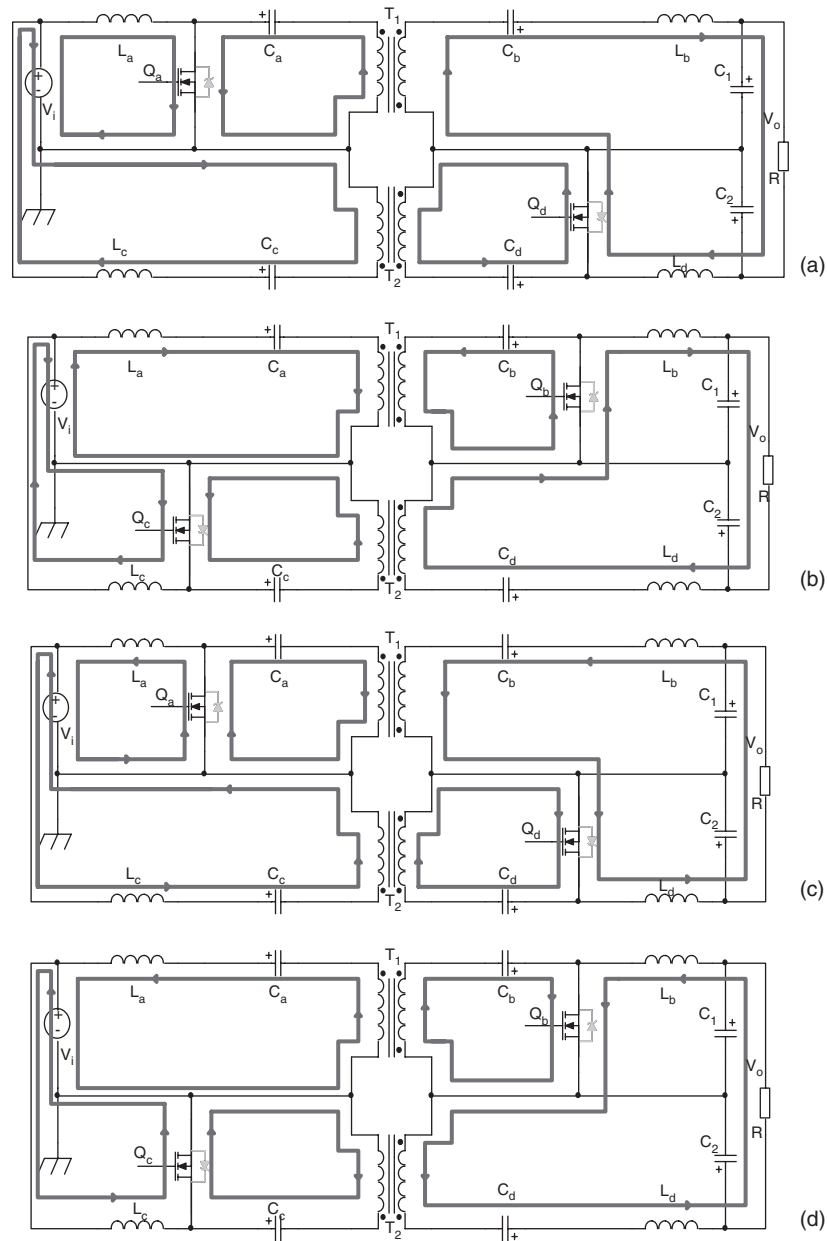 T1
La Ca Cb Lb
Qa C1
+ -
Vi Vo
R
Qd C2
Lc Cc Cd Ld
T2
(a)
T1
La Ca Cb Lb
Qb C1
+ -
Vi Vo
R
Qc C2
Lc Cc Cd Ld
T2
(b)
T1
La Ca Cb Lb
Qa C1
+ -
Vi Vo
R
Qd C2
Lc Cc Cd Ld
T2
(c)
T1
La Ca Cb Lb
Qb C1
+ -
Vi Vo
R
Qc C2
Lc Cc Cd Ld
T2
(d)